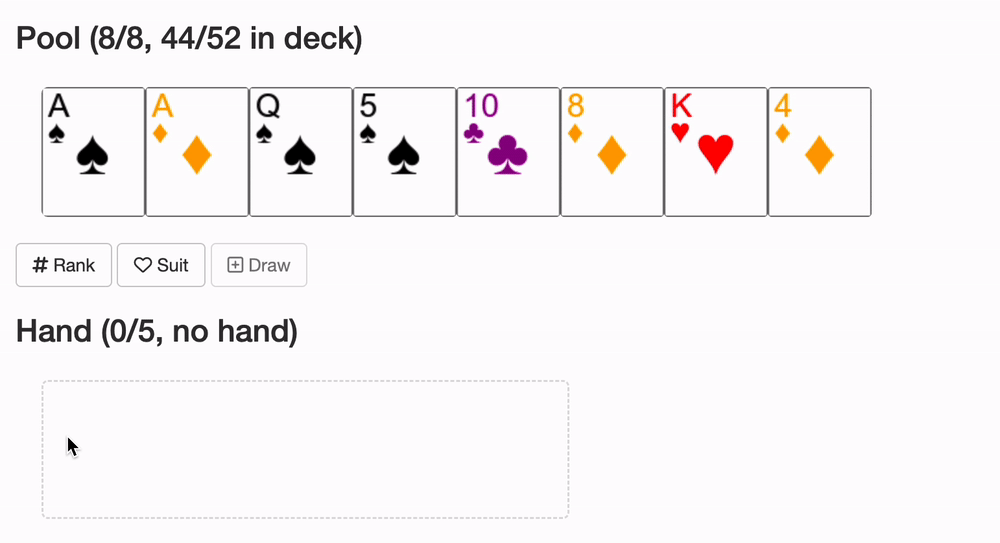 Pool (8/8, 44/52 in deck)
A A Q 5 10 8 K 4
Rank Suit Draw
Hand (0/5, no hand)